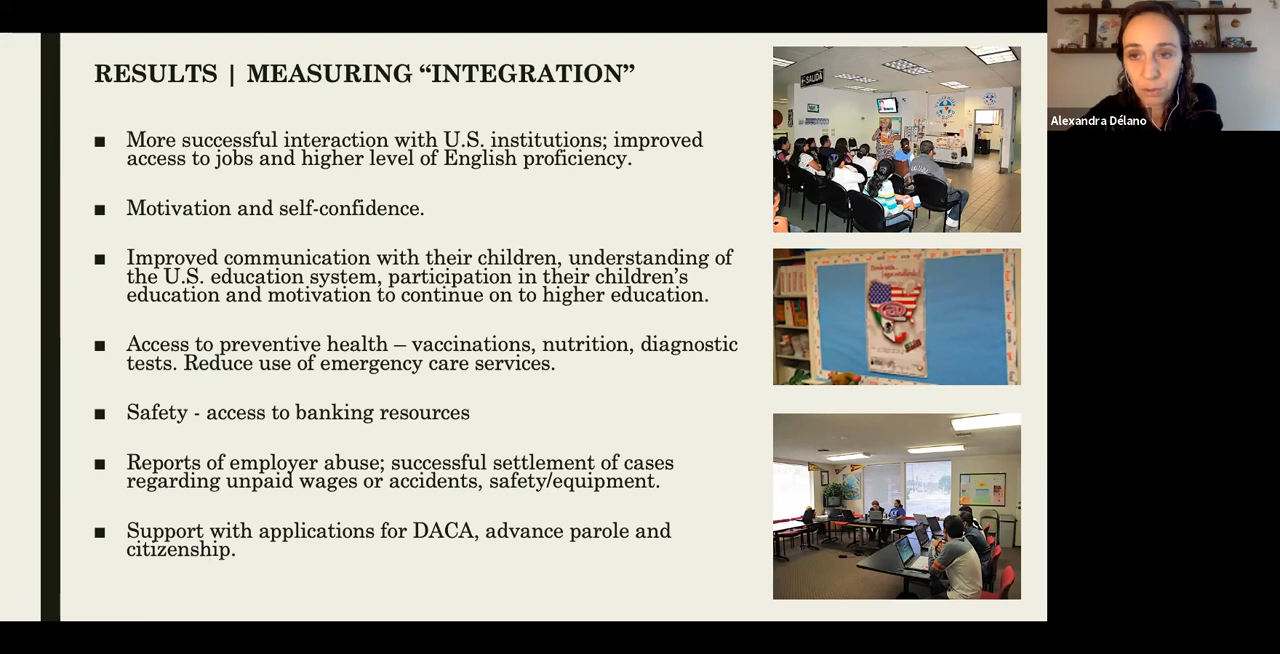 RESULTS | MEASURING “INTEGRATION”
■ More successful interaction with U.S. institutions; improved
access to jobs and higher level of English proficiency.
■ Motivation and self-confidence.
■ Improved communication with their children, understanding of
the U.S. education system, participation in their children’s
education and motivation to continue on to higher education.
■ Access to preventive health – vaccinations, nutrition, diagnostic
tests. Reduce use of emergency care services.
■ Safety - access to banking resources
■ Reports of employer abuse; successful settlement of cases
regarding unpaid wages or accidents, safety/equipment.
■ Support with applications for DACA, advance parole and
citizenship.
SALIDA
Alexandra Délano